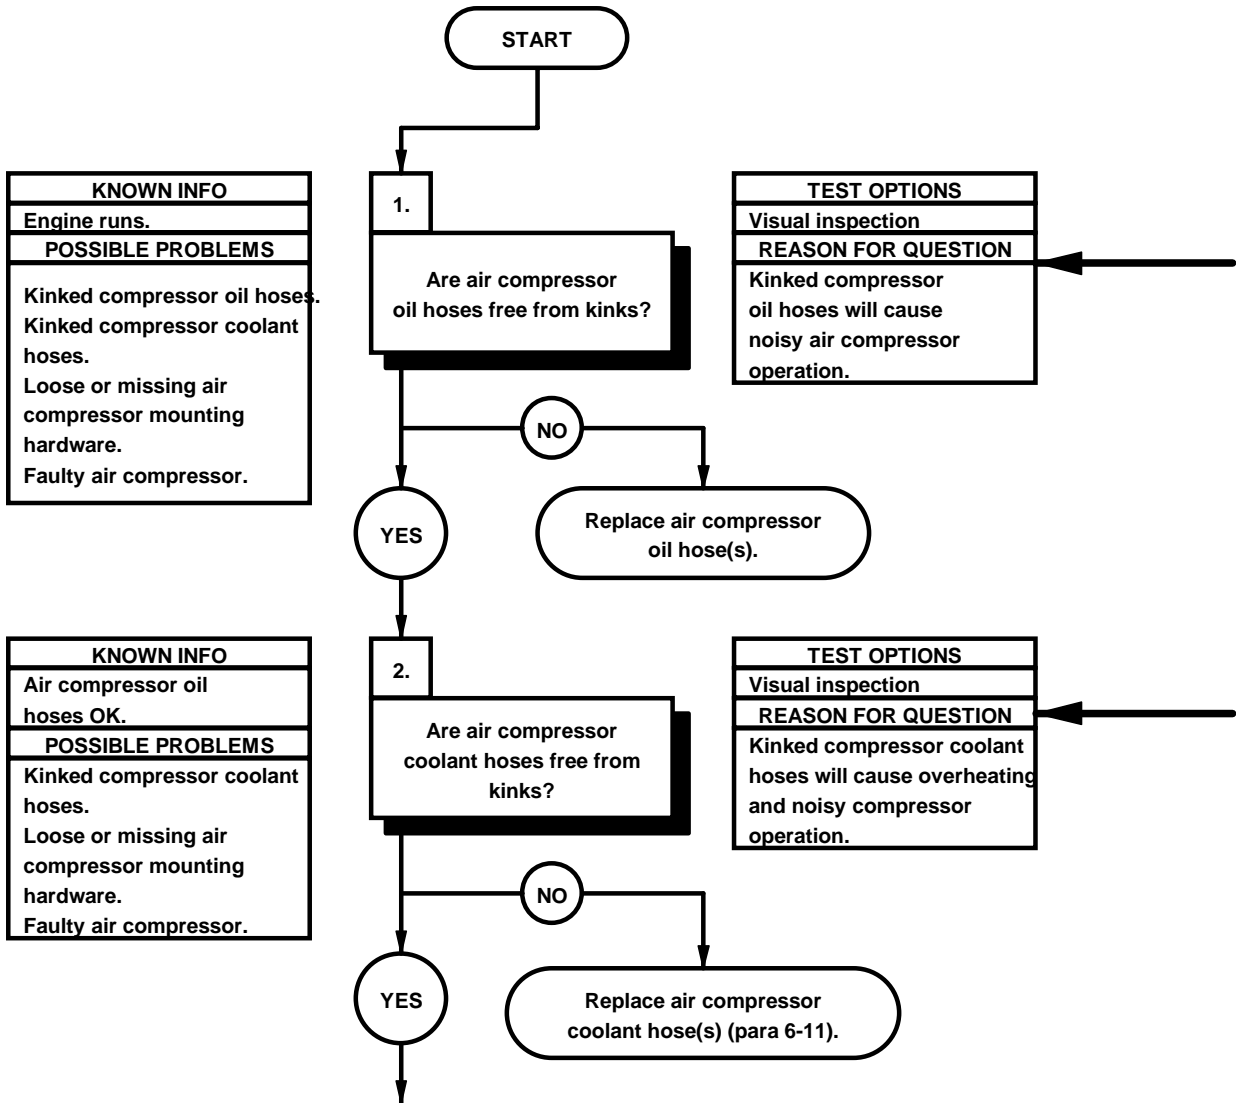 START
KNOWN INFO
Engine runs.
POSSIBLE PROBLEMS
Kinked compressor oil hoses.
Kinked compressor coolant
hoses.
Loose or missing air
compressor mounting
hardware.
Faulty air compressor.
1.
Are air compressor
oil hoses free from kinks?
TEST OPTIONS
Visual inspection
REASON FOR QUESTION
Kinked compressor
oil hoses will cause
noisy air compressor
operation.
NO
YES
Replace air compressor
oil hose(s).
KNOWN INFO
Air compressor oil
hoses OK.
POSSIBLE PROBLEMS
Kinked compressor coolant
hoses.
Loose or missing air
compressor mounting
hardware.
Faulty air compressor.
2.
Are air compressor
coolant hoses free from
kinks?
TEST OPTIONS
Visual inspection
REASON FOR QUESTION
Kinked compressor coolant
hoses will cause overheating
and noisy compressor
operation.
NO
YES
Replace air compressor
coolant hose(s) (para 6-11).